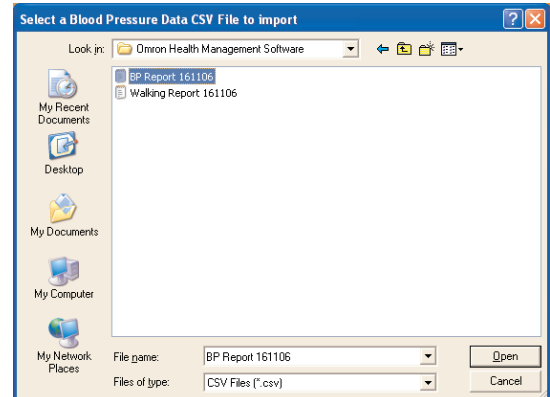 Select a Blood Pressure Data CSV File to import
Look in: Omron Health Management Software
BP Report 161106
Walking Report 161106
My Recent
Documents
Desktop
My Documents
My Computer
My Network
Places
File name: BP Report 161106 Open
Files of type: CSV Files (*.csv) Cancel